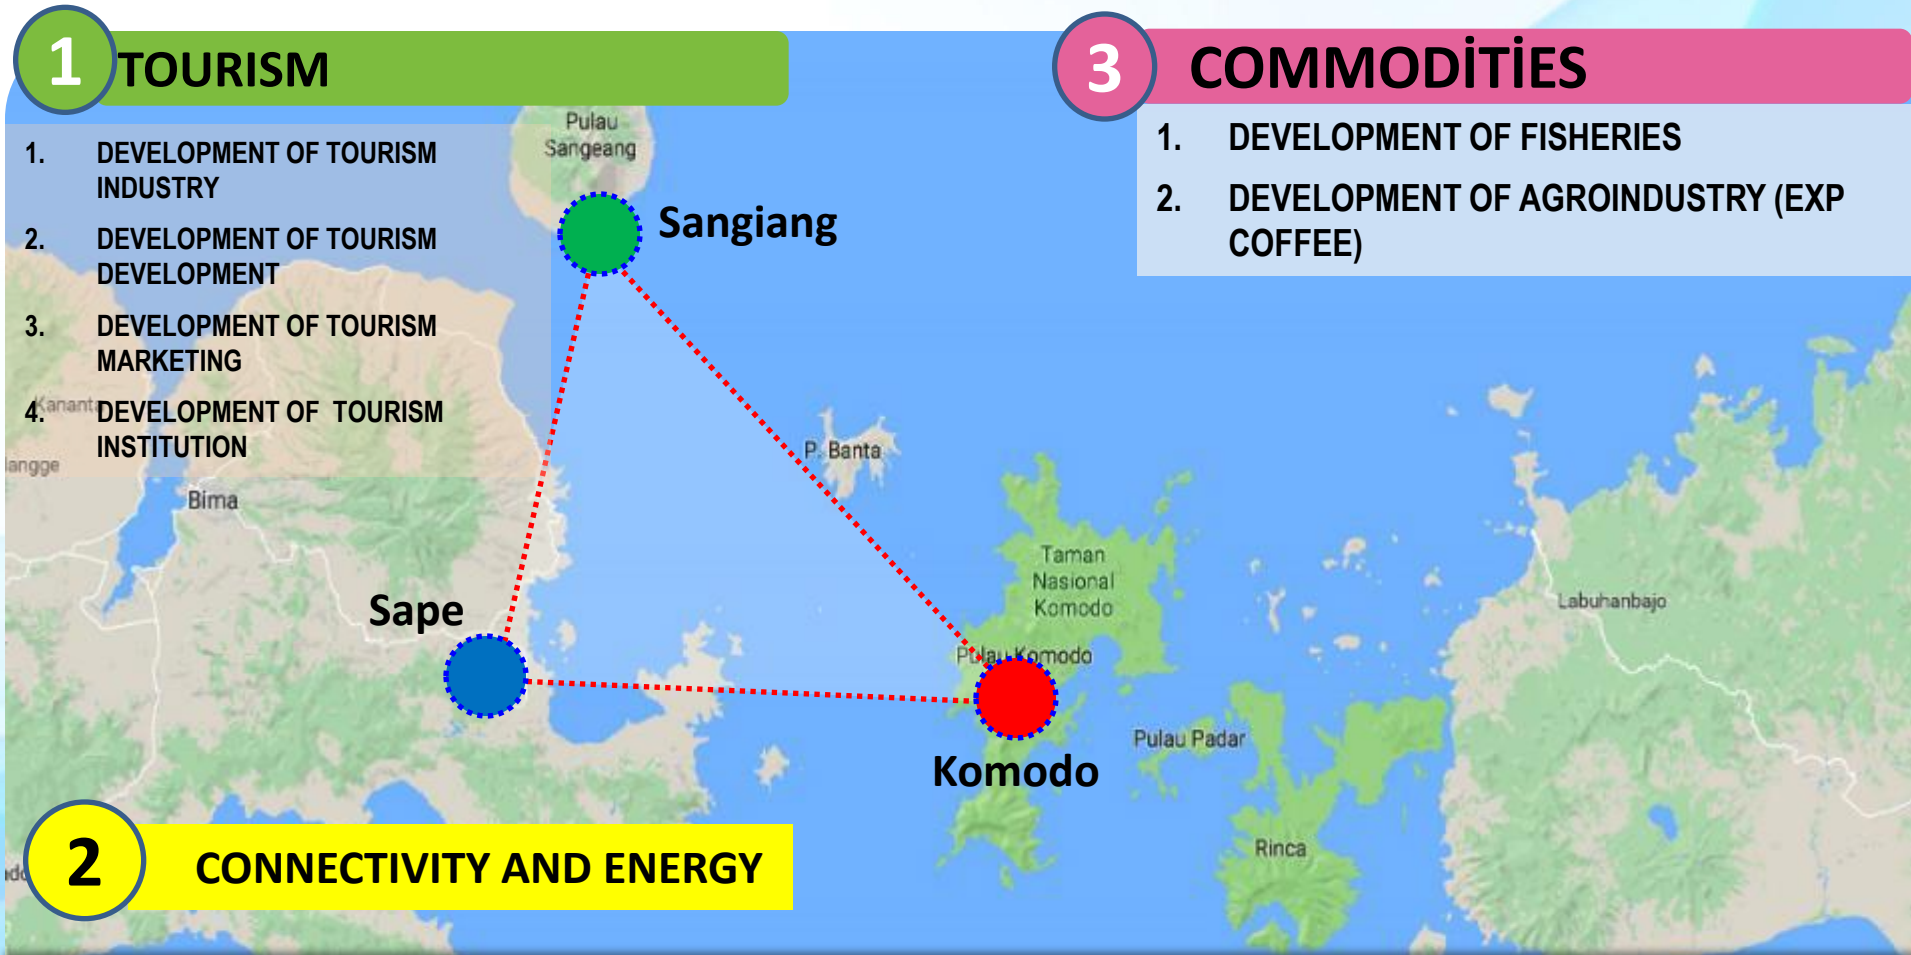 1 TOURISM
1. DEVELOPMENT OF TOURISM
INDUSTRY
2. DEVELOPMENT OF TOURISM
DEVELOPMENT
3. DEVELOPMENT OF TOURISM
MARKETING
4. DEVELOPMENT OF TOURISM
INSTITUTION
3 COMMODİTİES
1. DEVELOPMENT OF FISHERIES
2. DEVELOPMENT OF AGROINDUSTRY (EXP
COFFEE)
Pulau
Sangeang
Sangiang
P. Banta
Bima
Taman
Nasional
Komodo
Labuhanbajo
Sape
Pulau Komodo
Pulau Padar
Komodo
Rinca
2 CONNECTIVITY AND ENERGY